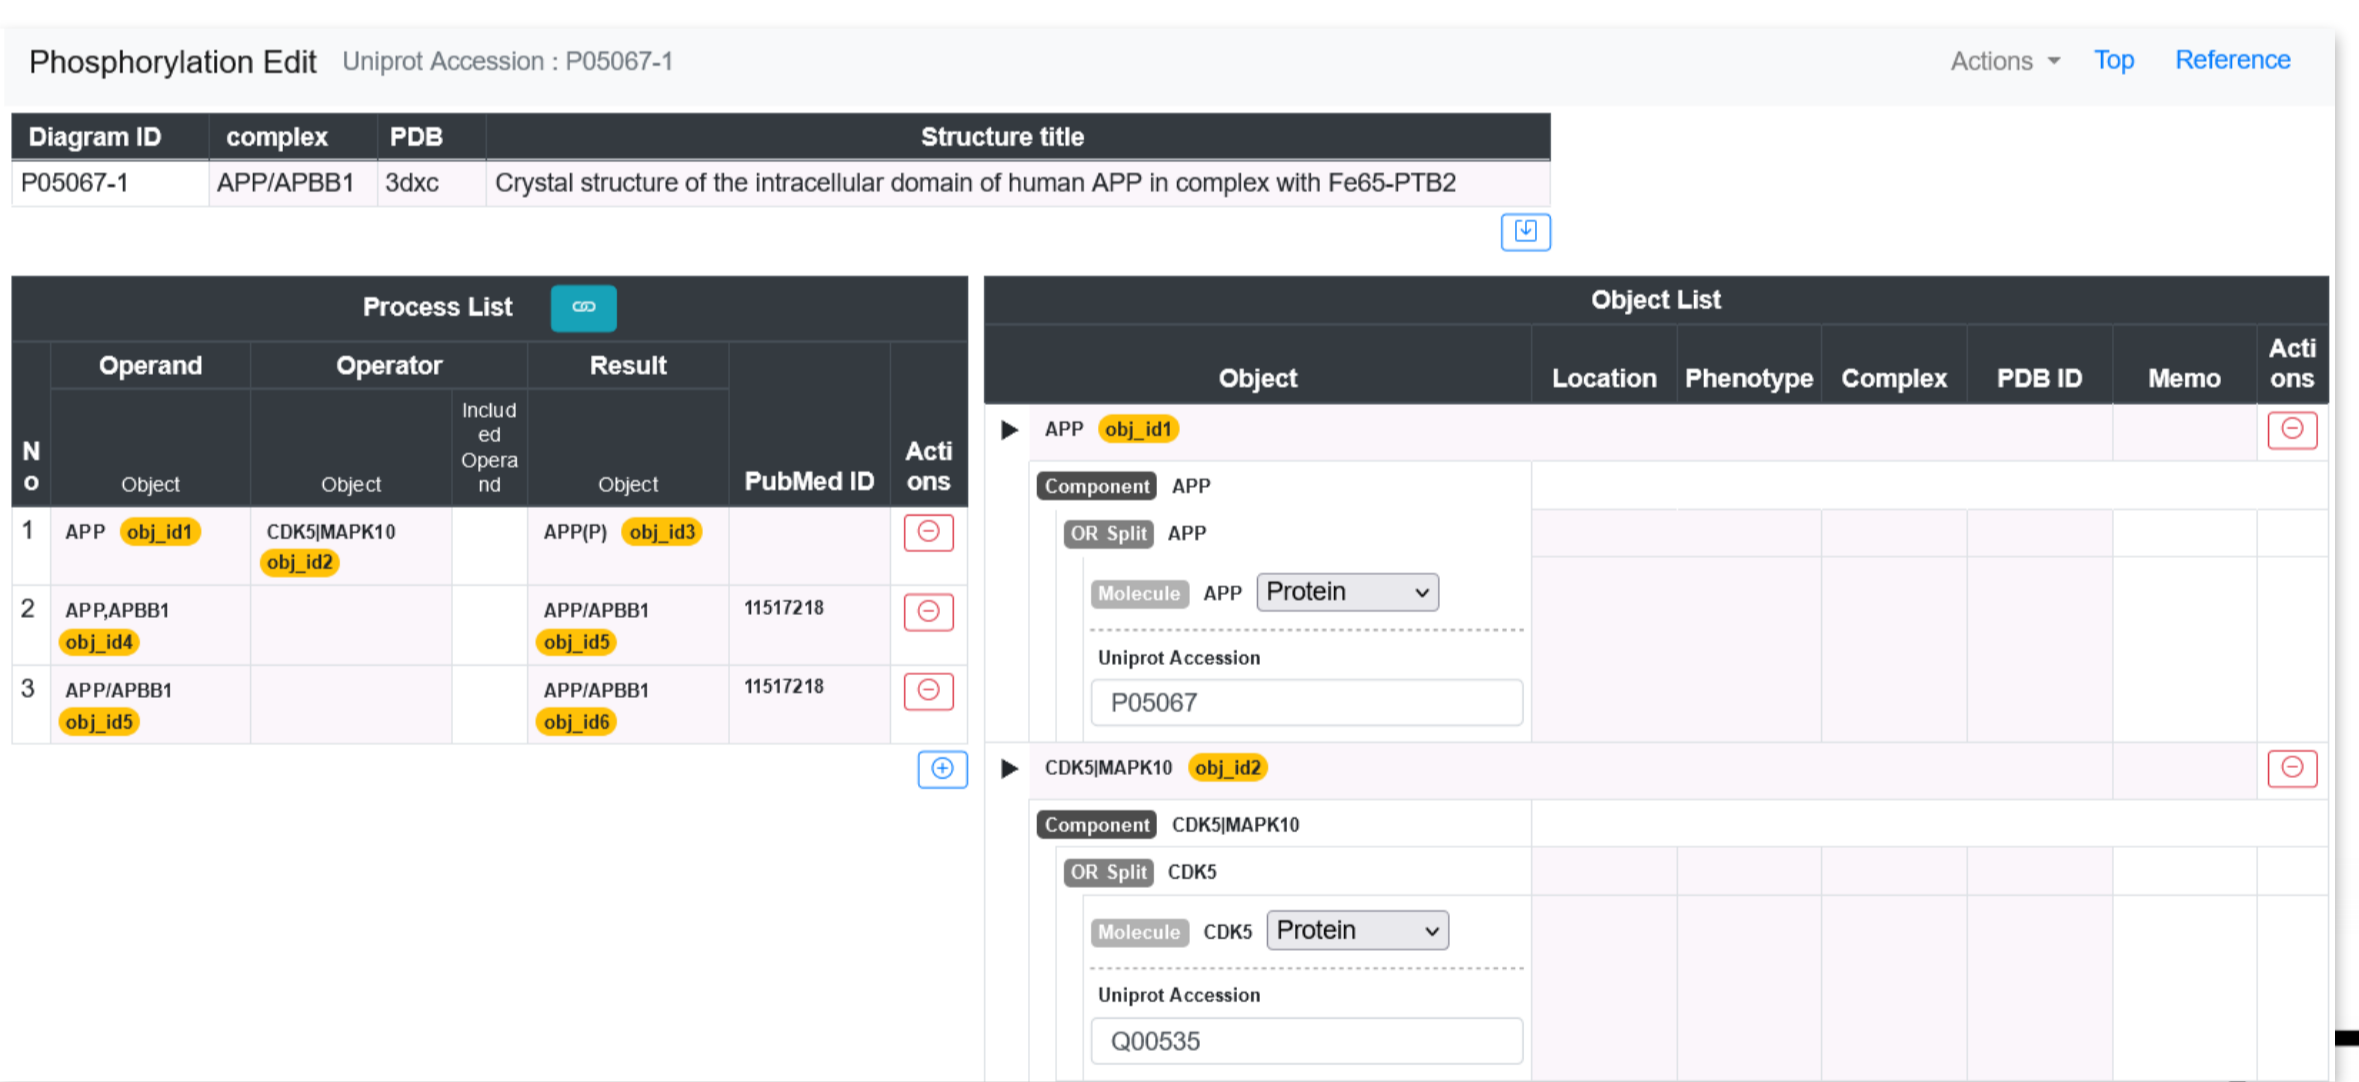 Phosphorylation Edit Uniprot Accession : P05067-1 Actions Top Reference
Diagram ID complex PDB Structure title
P05067-1 APP/APBB1 3dxc Crystal structure of the intracellular domain of human APP in complex with Fe65-PTB2
Process List
Operand Operator Result
No Object Object Includ
ed
Opera
nd Object PubMed ID Acti
ons
1 APP obj_id1 CDK5|MAPK10 APP(P) obj_id3
obj_id2
2 APP,APBB1 APP/APBB1 11517218
obj_id4 obj_id5
3 APP/APBB1 APP/APBB1 11517218
obj_id5 obj_id6
Object List
Object Location Phenotype Complex PDB ID Memo Acti
ons
APP obj_id1
Component APP
OR Split APP
Molecule APP Protein
Uniprot Accession
P05067
CDK5|MAPK10 obj_id2
Component CDK5|MAPK10
OR Split CDK5
Molecule CDK5 Protein
Uniprot Accession
Q00535